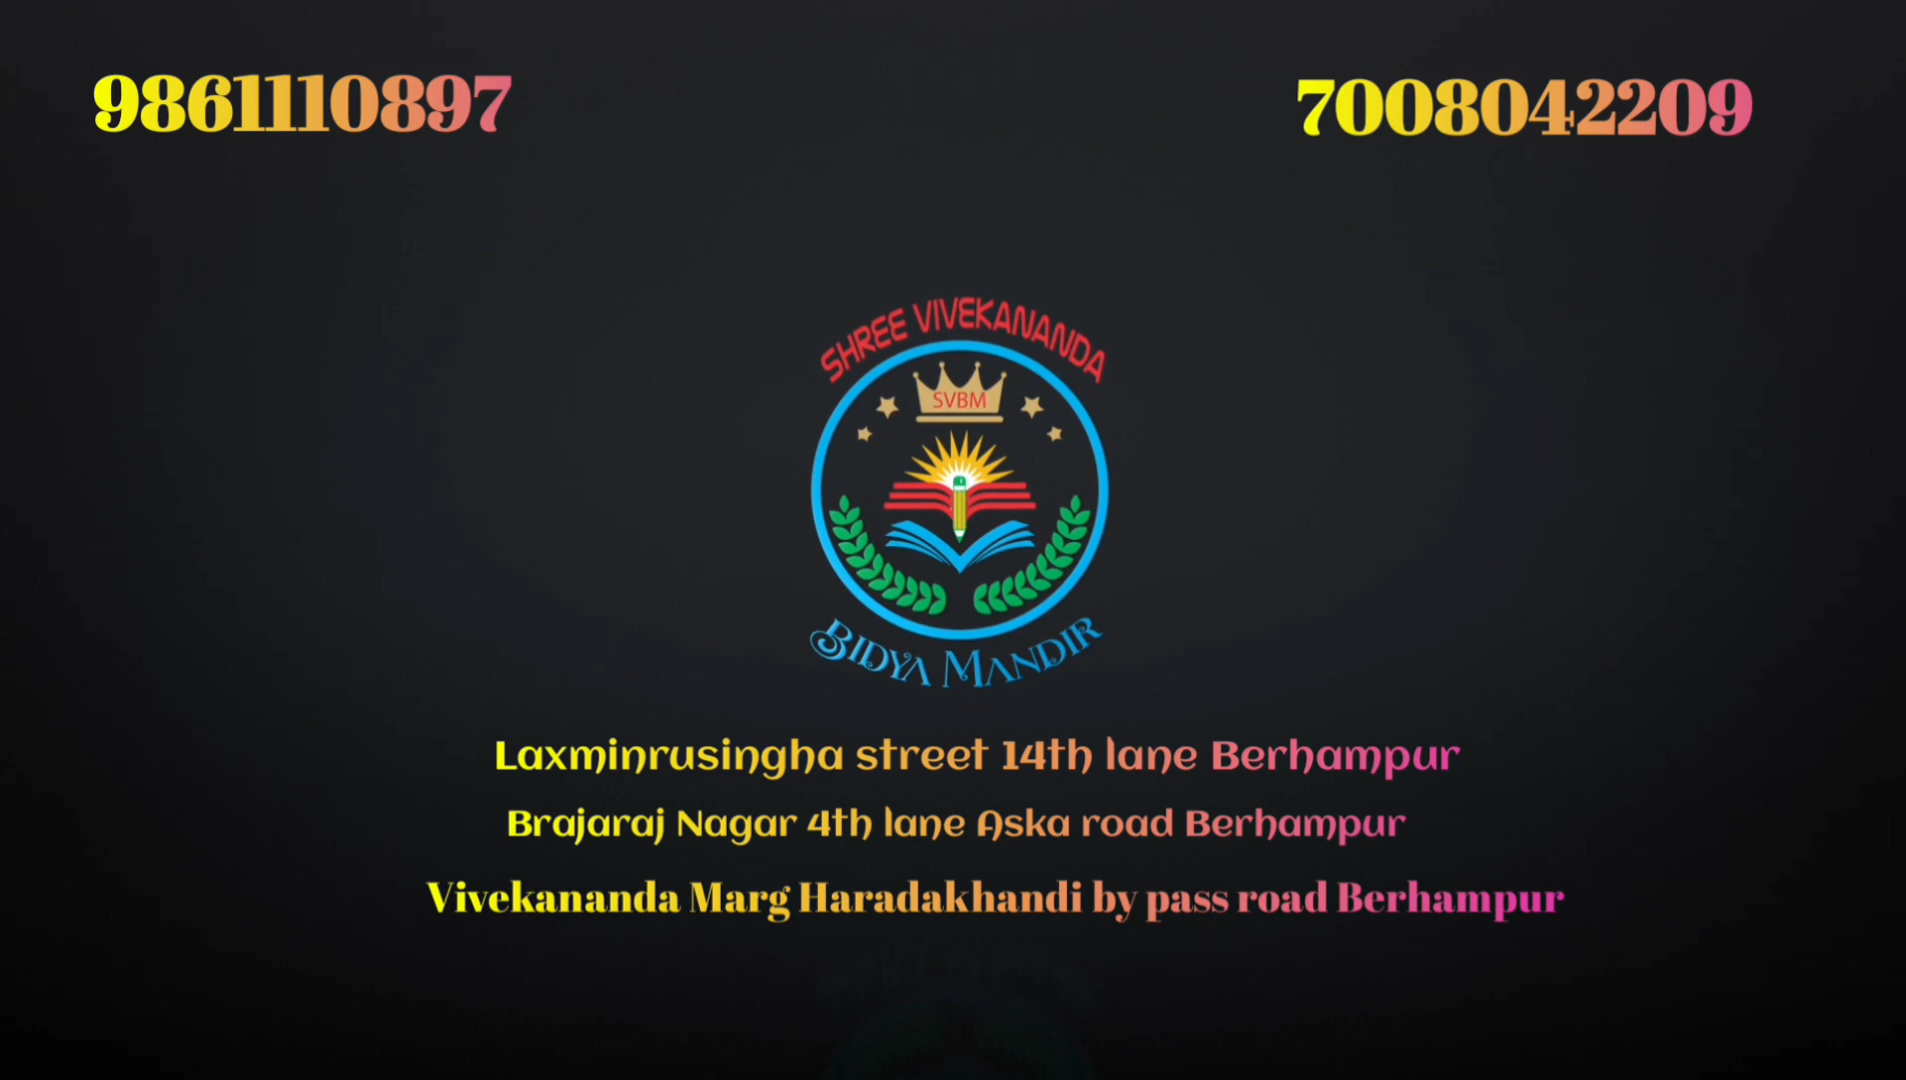 9861110897
7008042209
SHREE VIVEKANANDA
SVBM
BIDYA MANDIR
Laxminrusingha street 14th lane Berhampur
Brajaraj Nagar 4th lane Aska road Berhampur
Vivekananda Marg Haradakhandi by pass road Berhampur